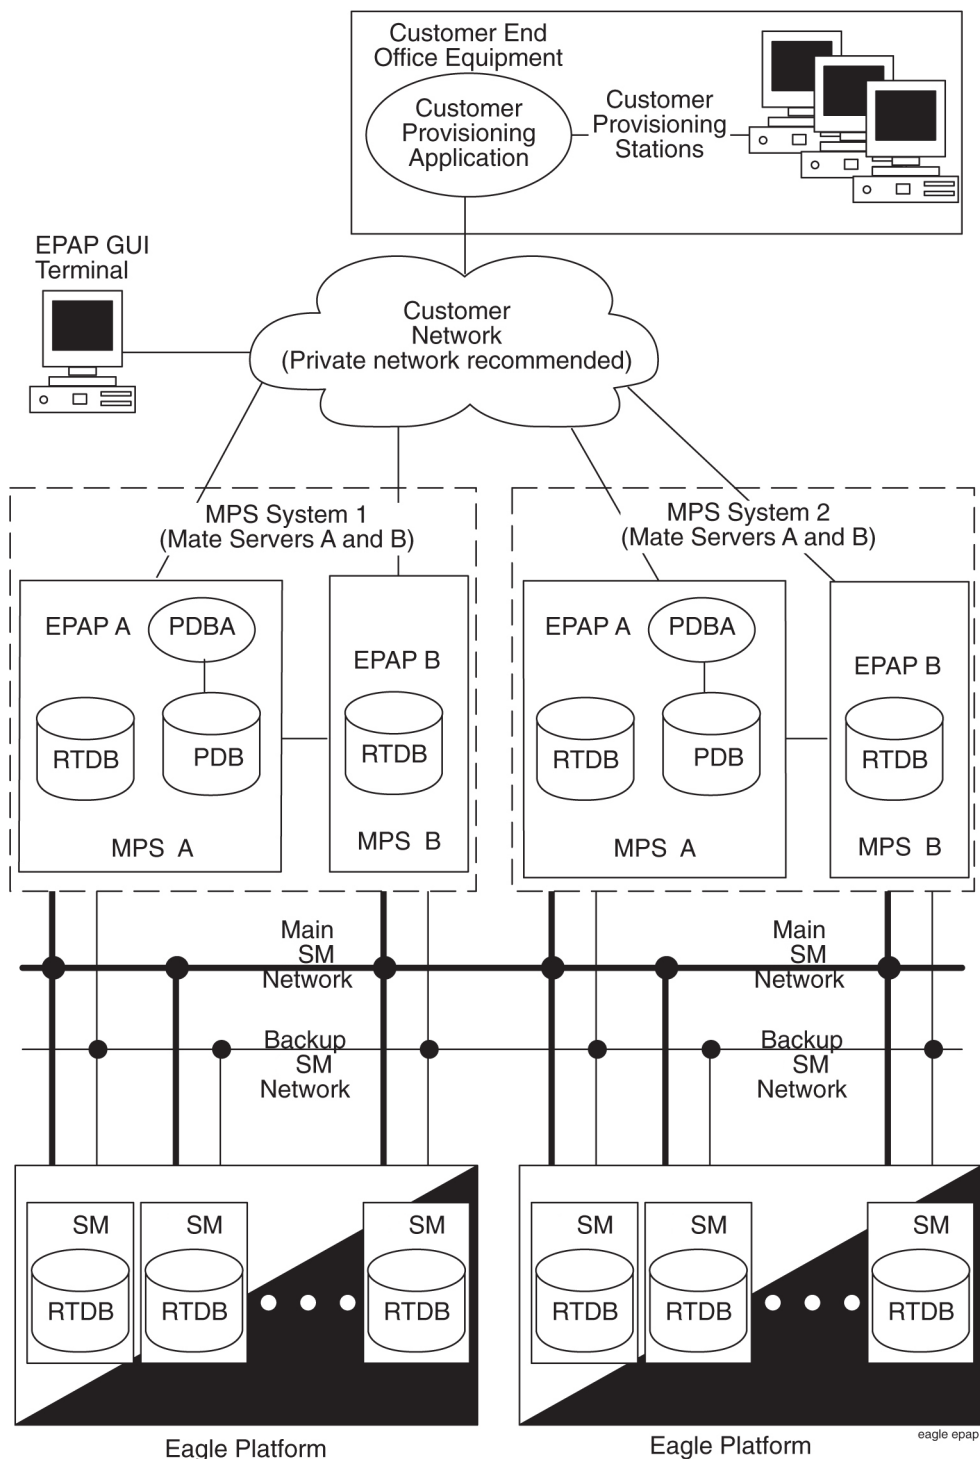 Customer End
Office Equipment
Customer
Provisioning
Application
Customer
Provisioning
Stations
EPAP GUI
Terminal
Customer
Network
(Private network recommended)
MPS System 1
(Mate Servers A and B)
EPAP A
PDBA
EPAP B
RTDB
PDB
RTDB
MPS A
MPS B
MPS System 2
(Mate Servers A and B)
EPAP A
PDBA
EPAP B
RTDB
PDB
RTDB
MPS A
MPS B
Main
SM
Network
Main
SM
Network
Backup
SM
Network
Backup
SM
Network
SM
RTDB
SM
RTDB
SM
RTDB
Eagle Platform
SM
RTDB
SM
RTDB
SM
RTDB
Eagle Platform
eagle epap